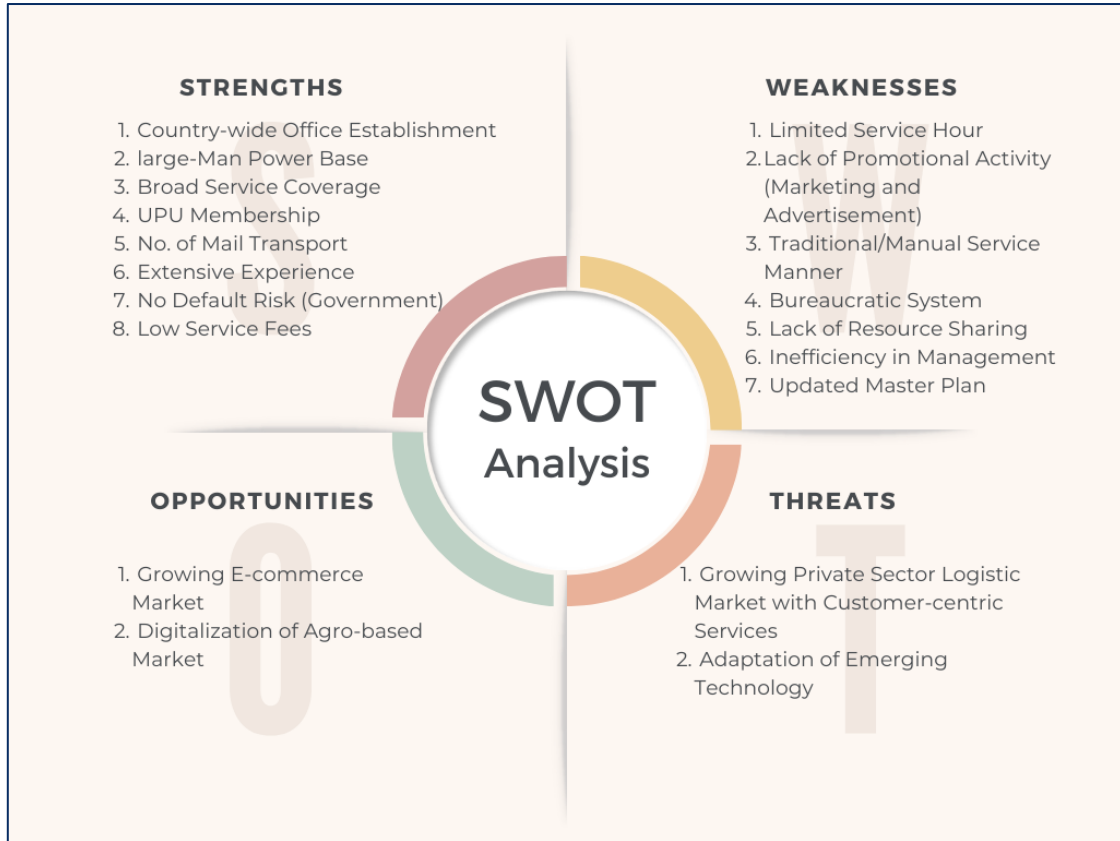 STRENGTHS
1. Country-wide Office Establishment
2. large-Man Power Base
3. Broad Service Coverage
4. UPU Membership
5. No. of Mail Transport
6. Extensive Experience
7. No Default Risk (Government)
8. Low Service Fees
S
WEAKNESSES
1. Limited Service Hour
2. Lack of Promotional Activity
(Marketing and
Advertisement)
3. Traditional/Manual Service
Manner
4. Bureaucratic System
5. Lack of Resource Sharing
6. Inefficiency in Management
7. Updated Master Plan
W
SWOT
Analysis
OPPORTUNITIES
1. Growing E-commerce
Market
2. Digitalization of Agro-based
Market
O
THREATS
1. Growing Private Sector Logistic
Market with Customer-centric
Services
2. Adaptation of Emerging
Technology
T